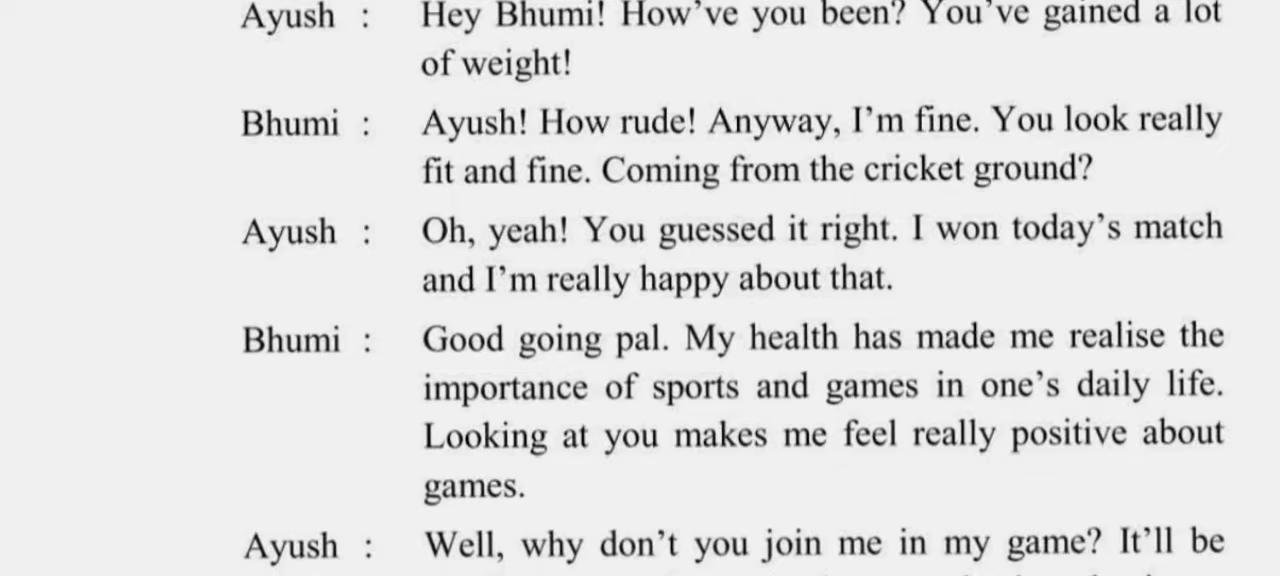 Ayush : Hey Bhumi! How've you been? You've gained a lot
of weight!
Bhumi : Ayush! How rude! Anyway, I'm fine. You look really
fit and fine. Coming from the cricket ground?
Ayush : Oh, yeah! You guessed it right. I won today's match
and I'm really happy about that.
Bhumi : Good going pal. My health has made me realise the
importance of sports and games in one's daily life.
Looking at you makes me feel really positive about
games.
Ayush : Well, why don't you join me in my game? It'll be